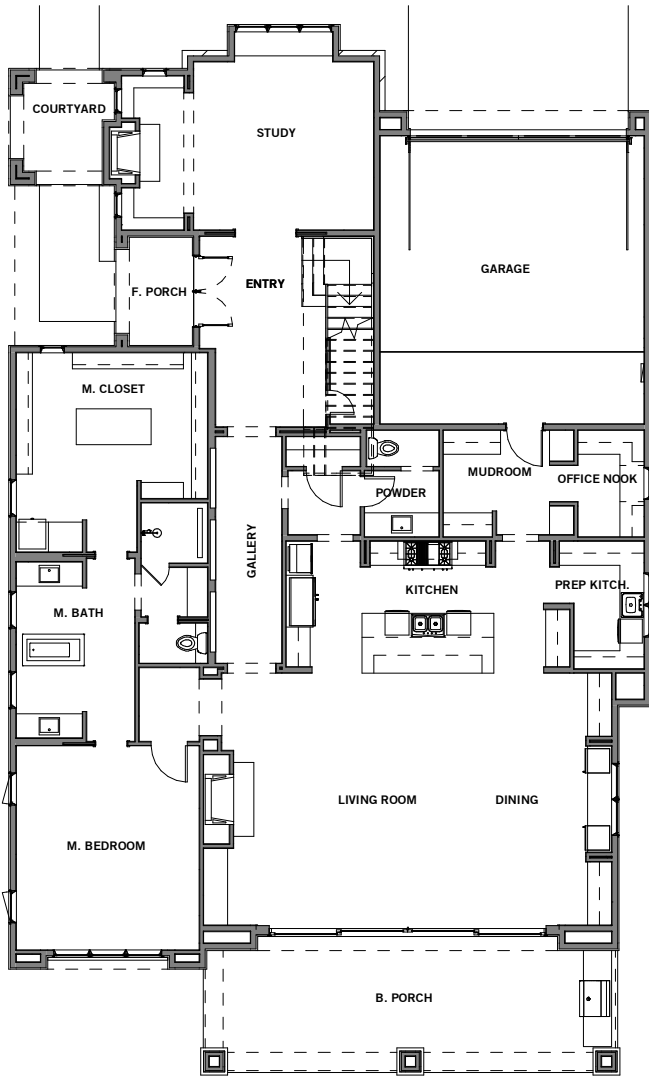 COURTYARD
STUDY
GARAGE
F. PORCH
ENTRY
M. CLOSET
MUDROOM
OFFICE NOOK
POWDER
GALLERY
KITCHEN
PREP KITCH.
M. BATH
LIVING ROOM
DINING
M. BEDROOM
B. PORCH